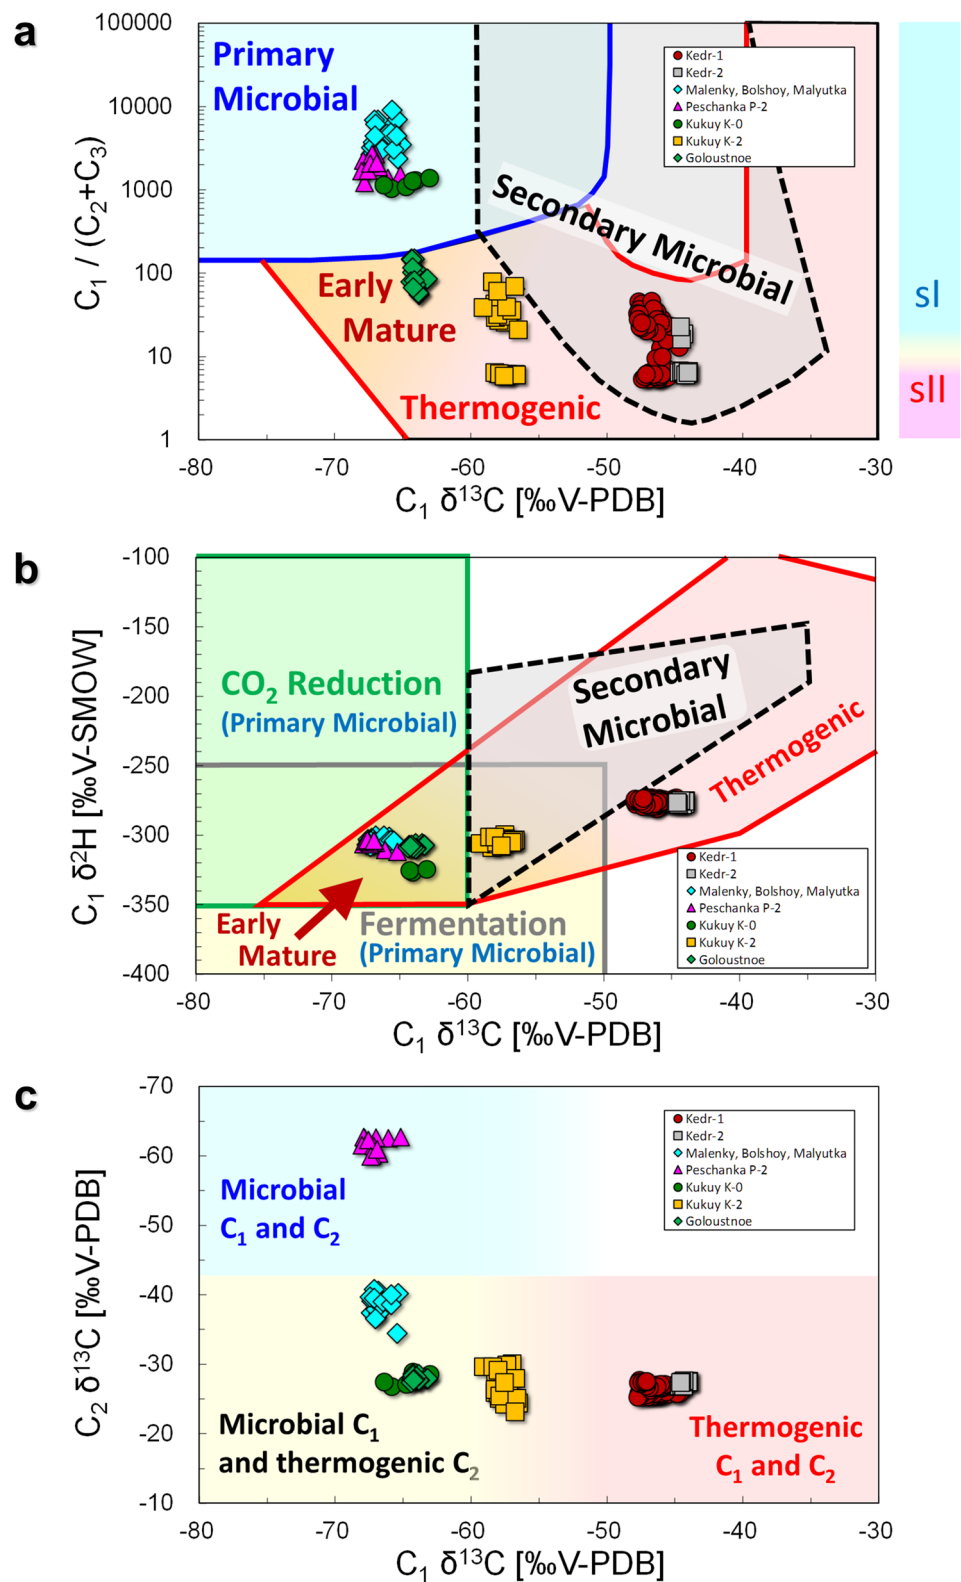 a
100000
10000
1000
100
10
1
C₁ / (C₂+C₃)
Primary
Microbial
Secondary Microbial
Early
Mature
Thermogenic
Kedr-1
Kedr-2
Malenky, Bolshoy, Malyutka
Peschanka P-2
Kukuy K-0
Kukuy K-2
Goloustnoe
sI
sII
-80 -70 -60 -50 -40 -30
C₁ δ¹³C [‰V-PDB]
b
-100
-150
-200
-250
-300
-350
-400
C₁ δ²H [‰V-SMOW]
CO₂ Reduction
(Primary Microbial)
Secondary
Microbial
Thermogenic
Early
Mature
Fermentation
(Primary Microbial)
Kedr-1
Kedr-2
Malenky, Bolshoy, Malyutka
Peschanka P-2
Kukuy K-0
Kukuy K-2
Goloustnoe
-80 -70 -60 -50 -40 -30
C₁ δ¹³C [‰V-PDB]
c
-70
-60
-50
-40
-30
-20
-10
C₂ δ¹³C [‰V-PDB]
Kedr-1
Kedr-2
Malenky, Bolshoy, Malyutka
Peschanka P-2
Kukuy K-0
Kukuy K-2
Goloustnoe
Microbial
C₁ and C₂
Microbial C₁
and thermogenic C₂
Thermogenic
C₁ and C₂
-80 -70 -60 -50 -40 -30
C₁ δ¹³C [‰V-PDB]